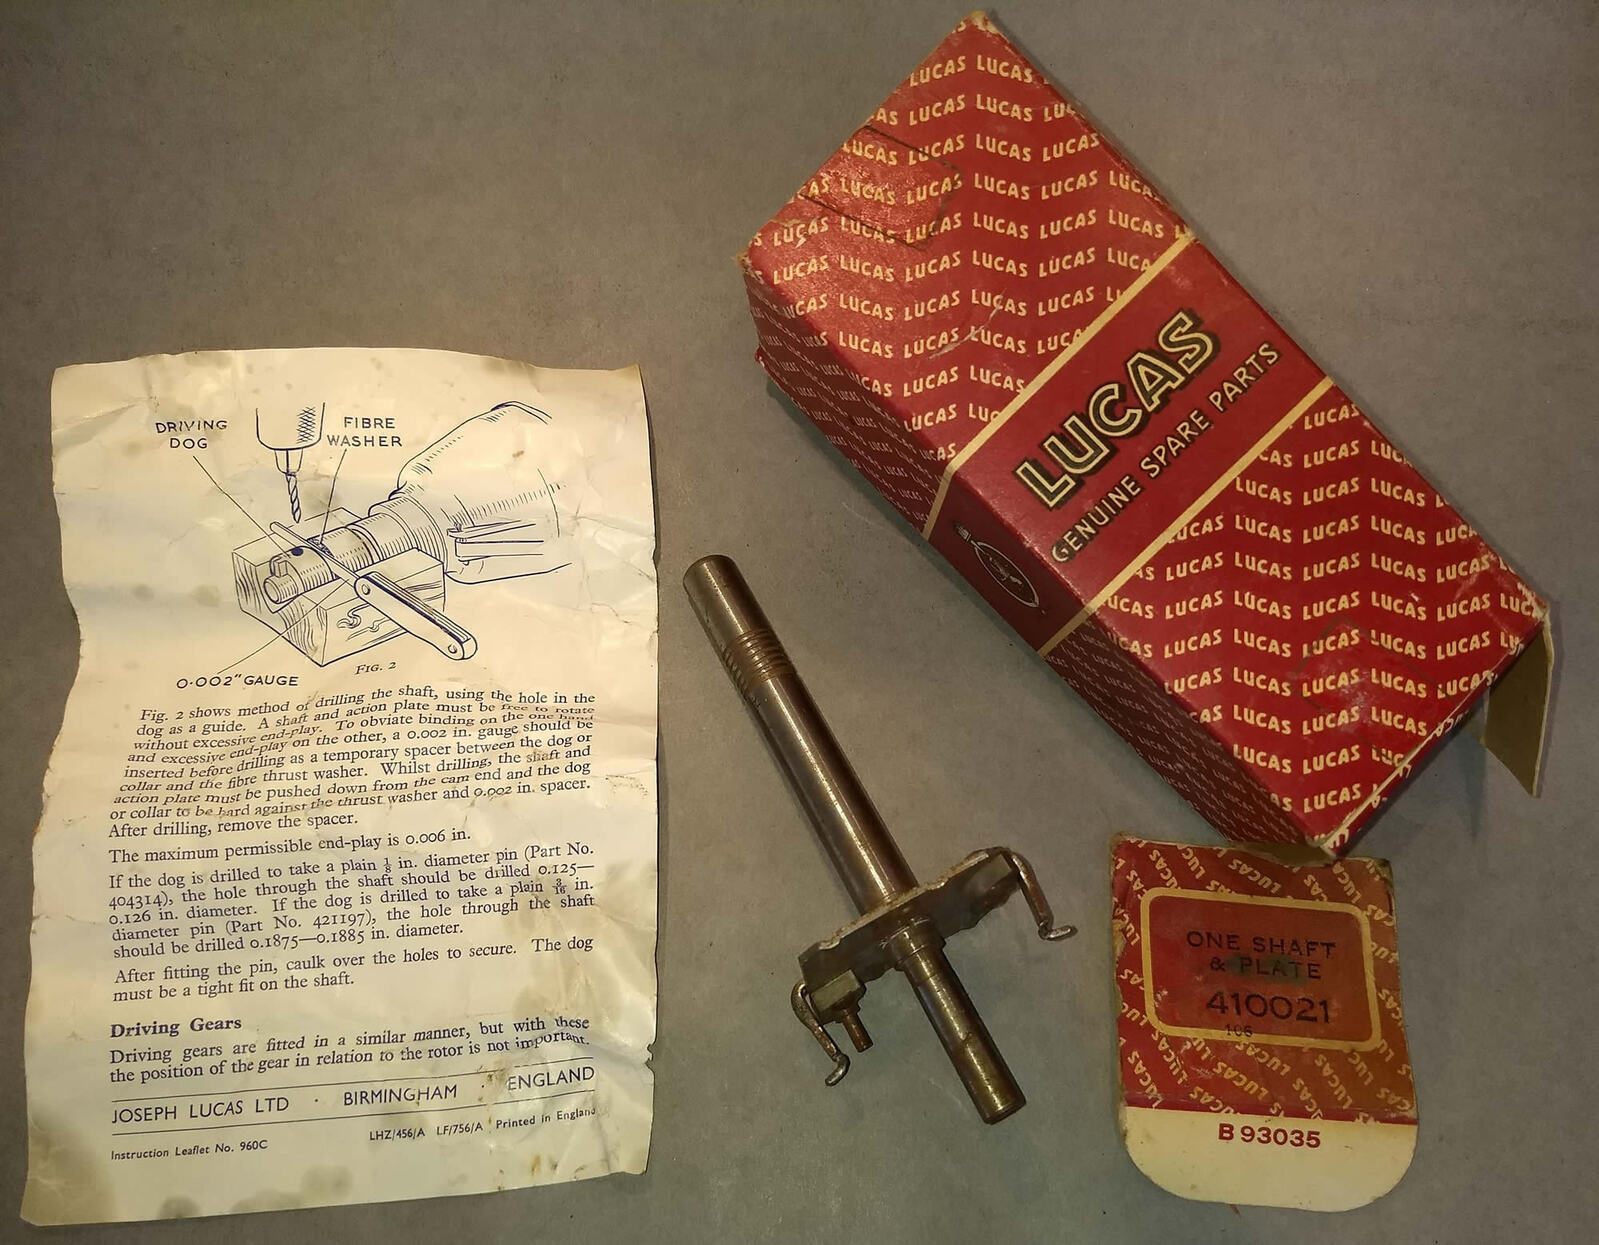 DRIVING
DOG
FIBRE
WASHER
0·002" GAUGE
FIG. 2
Fig. 2 shows method of drilling the shaft, using the hole in the
dog as a guide. A shaft and action plate must be free to rotate
without excessive end-play. To obviate binding on the one hand
and excessive end-play on the other, a 0.002 in. gauge should be
inserted before drilling as a temporary spacer between the dog or
collar and the fibre thrust washer. Whilst drilling, the shaft and
action plate must be pushed down from the cam end and the dog
or collar to be hard against the thrust washer and 0.002 in. spacer.
After drilling, remove the spacer.
The maximum permissible end-play is 0.006 in.
If the dog is drilled to take a plain 1/8 in. diameter pin (Part No.
404314), the hole through the shaft should be drilled 0.125—
0.126 in. diameter. If the dog is drilled to take a plain 3/16 in.
diameter pin (Part No. 421197), the hole through the shaft
should be drilled 0.1875—0.1885 in. diameter.
After fitting the pin, caulk over the holes to secure. The dog
must be a tight fit on the shaft.
Driving Gears
Driving gears are fitted in a similar manner, but with these
the position of the gear in relation to the rotor is not important.
JOSEPH LUCAS LTD · BIRMINGHAM · ENGLAND
Instruction Leaflet No. 960C
LHZ/456/A LF/756/A Printed in England
LUCAS
GENUINE SPARE PARTS
ONE SHAFT
& PLATE
410021
106
B 93035